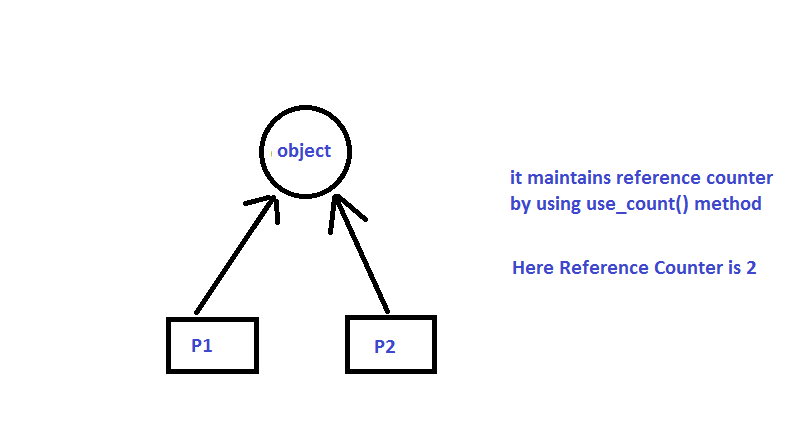 object
it maintains reference counter
by using use_count() method
Here Reference Counter is 2
P1
P2